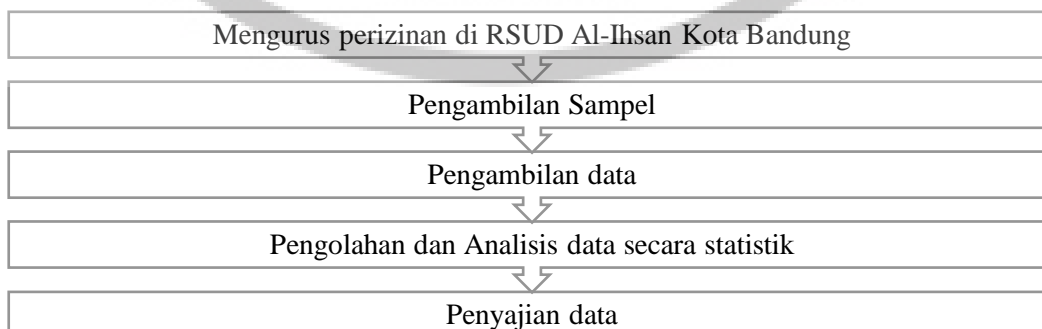 Mengurus perizinan di RSUD Al-Ihsan Kota Bandung
Pengambilan Sampel
Pengambilan data
Pengolahan dan Analisis data secara statistik
Penyajian data